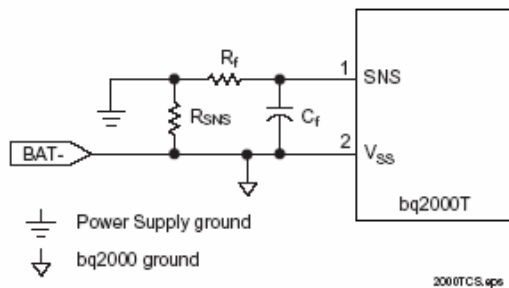 Rf
1
SNS
RSNS
Cf
BAT-
2
VSS
bq2000T
Power Supply ground
bq2000 ground
2000TCS.eps